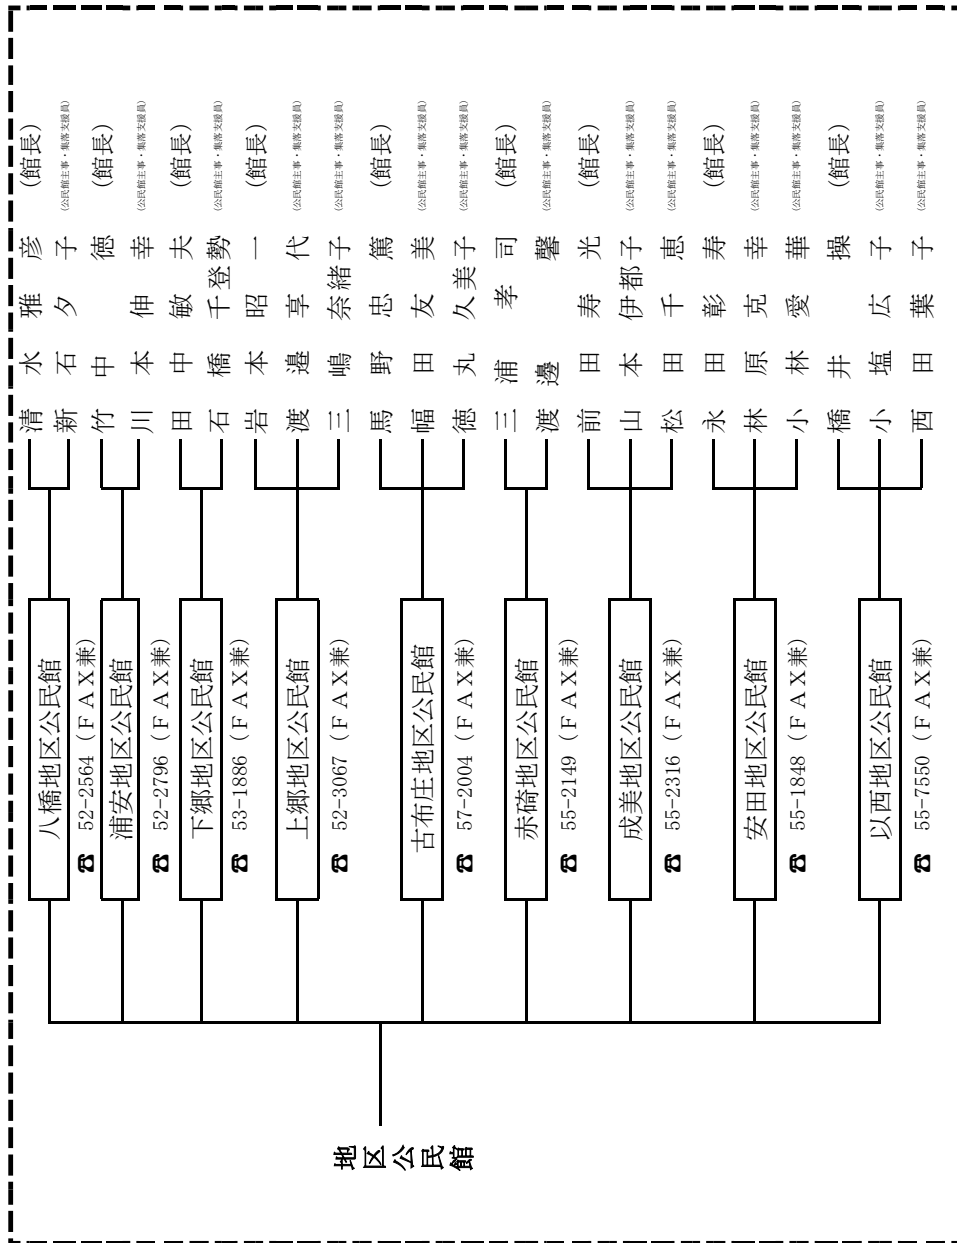 地区公民館
八橋地区公民館
☎ 52-2564（ＦＡＸ兼）
清水雅彦（館長）
新石夕子（公民館主事・集落支援員）
浦安地区公民館
☎ 52-2796（ＦＡＸ兼）
竹中徳（館長）
川本伸幸（公民館主事・集落支援員）
下郷地区公民館
☎ 53-1886（ＦＡＸ兼）
田中敏夫（館長）
石橋千登勢（公民館主事・集落支援員）
上郷地区公民館
☎ 52-3067（ＦＡＸ兼）
岩本昭一（館長）
渡邉享代（公民館主事・集落支援員）
三嶋奈緒子（公民館主事・集落支援員）
古布庄地区公民館
☎ 57-2004（ＦＡＸ兼）
馬野忠篤（館長）
幅田友美（公民館主事・集落支援員）
徳丸久美子（公民館主事・集落支援員）
赤碕地区公民館
☎ 55-2149（ＦＡＸ兼）
三浦孝司（館長）
渡邊馨（公民館主事・集落支援員）
成美地区公民館
☎ 55-2316（ＦＡＸ兼）
前田寿光（館長）
山本伊都子（公民館主事・集落支援員）
松田千恵（公民館主事・集落支援員）
安田地区公民館
☎ 55-1848（ＦＡＸ兼）
永田彰寿（館長）
林原克幸（公民館主事・集落支援員）
小林愛華（公民館主事・集落支援員）
以西地区公民館
☎ 55-7550（ＦＡＸ兼）
橋井操（館長）
小塩広子（公民館主事・集落支援員）
西田葉子（公民館主事・集落支援員）